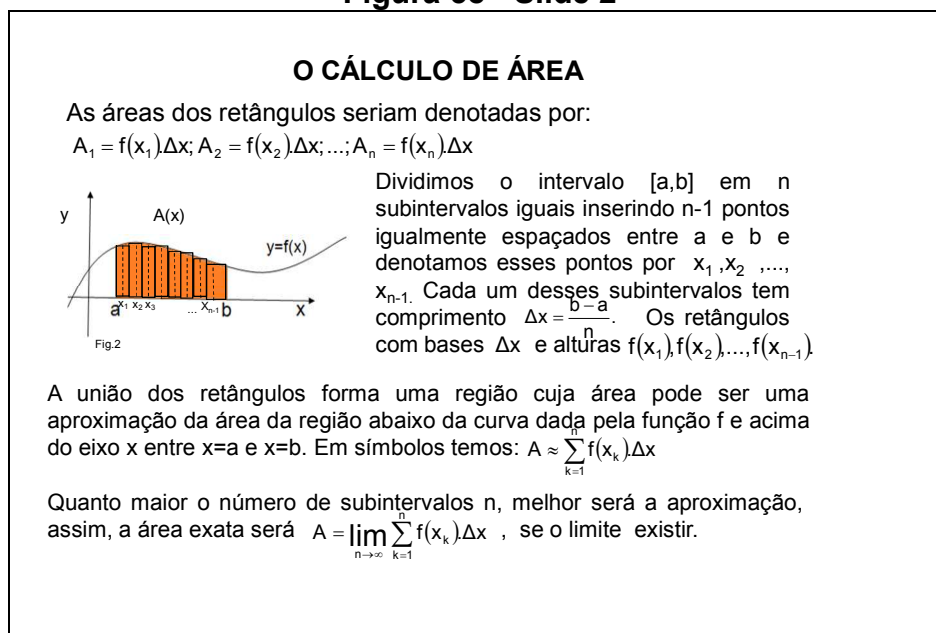 Figura 65 - Slide 2
O CÁLCULO DE ÁREA
As áreas dos retângulos seriam denotadas por:
A₁ = f(x₁).Δx; A₂ = f(x₂).Δx; ...; Aₙ = f(xₙ).Δx
y
A(x)
y=f(x)
a x₁ x₂ x₃ ... Xₙ₋₁ b x
Fig.2
Dividimos o intervalo [a,b] em n
subintervalos iguais inserindo n-1 pontos
igualmente espaçados entre a e b e
denotamos esses pontos por x₁ ,x₂ ,...,
xₙ₋₁. Cada um desses subintervalos tem
comprimento Δx = (b – a)/n. Os retângulos
com bases Δx e alturas f(x₁),f(x₂),...,f(xₙ₋₁).
A união dos retângulos forma uma região cuja área pode ser uma
aproximação da área da região abaixo da curva dada pela função f e acima
do eixo x entre x=a e x=b. Em símbolos temos: A ≈ ∑ₖ₌₁ⁿ f(xₖ).Δx
Quanto maior o número de subintervalos n, melhor será a aproximação,
assim, a área exata será A = lim n→∞ ∑ₖ₌₁ⁿ f(xₖ).Δx , se o limite existir.